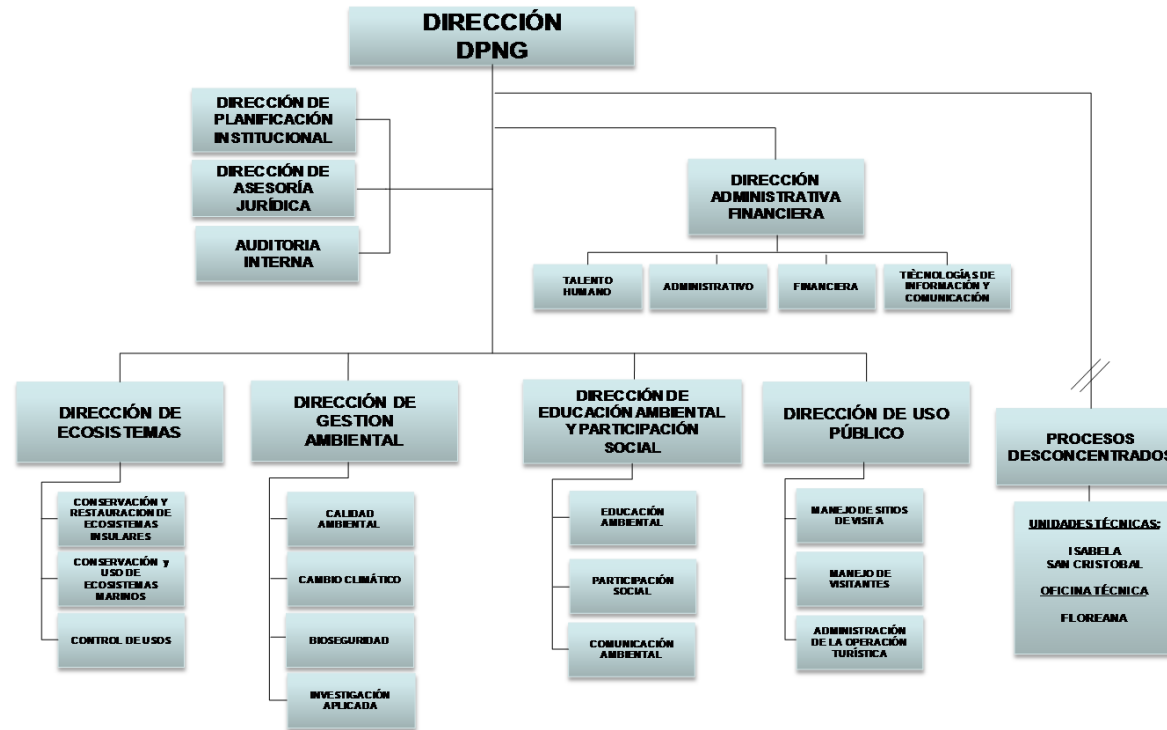 DIRECCIÓN
DPNG
DIRECCIÓN DE
PLANIFICACIÓN
INSTITUCIONAL
DIRECCIÓN DE
ASESORÍA
JURÍDICA
AUDITORIA
INTERNA
DIRECCIÓN
ADMINISTRATIVA
FINANCIERA
TALENTO
HUMANO
ADMINISTRATIVO
FINANCIERA
TIÈCNOLOGÍAS DE
INFORMACIÓN Y
COMUNICACIÓN
DIRECCIÓN DE
ECOSISTEMAS
CONSERVACIÓN Y
RESTAURACION DE
ECOSISTEMAS
INSULARES
CONSERVACIÓN y
USO DE
ECOSISTEMAS
MARINOS
CONTROL DE USOS
DIRECCIÓN DE
GESTION
AMBIENTAL
CALIDAD
AMBIENTAL
CAMBIO CLIMÁTICO
BIOSEGURIDAD
INVESTIGACIÓN
APLICADA
DIRECCIÓN DE
EDUCACIÓN AMBIENTAL
Y PARTICIPACIÓN
SOCIAL
EDUCACIÓN
AMBIENTAL
PARTICIPACIÓN
SOCIAL
COMUNICACIÓN
AMBIENTAL
DIRECCIÓN DE USO
PÚBLICO
MANEJO DE SITIOS
DE VISITA
MANEJO DE
VISITANTES
ADMINISTRACIÓN
DE LA OPERACIÓN
TURÍSTICA
PROCESOS
DESCONCENTRADOS
UNIDADES TÉCNICAS:
ISABELA
SAN CRISTOBAL
OFICINA TÉCNICA
FLOREANA